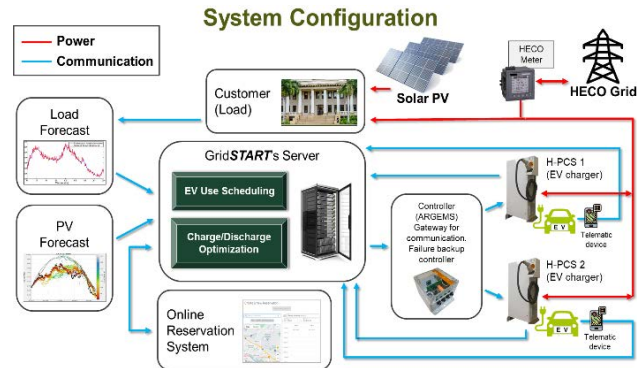 System Configuration
Power
Communication
HECO
Meter
Customer
(Load)
Solar PV
HECO Grid
Load
Forecast
GridSTART's Server
H-PCS 1
(EV charger)
EV Use Scheduling
Controller
(ARGEMS)
Gateway for
communication.
Failure backup
controller
EV
Telematic
device
PV
Forecast
Charge/Discharge
Optimization
H-PCS 2
(EV charger)
Online
Reservation
System
EV
Telematic
device